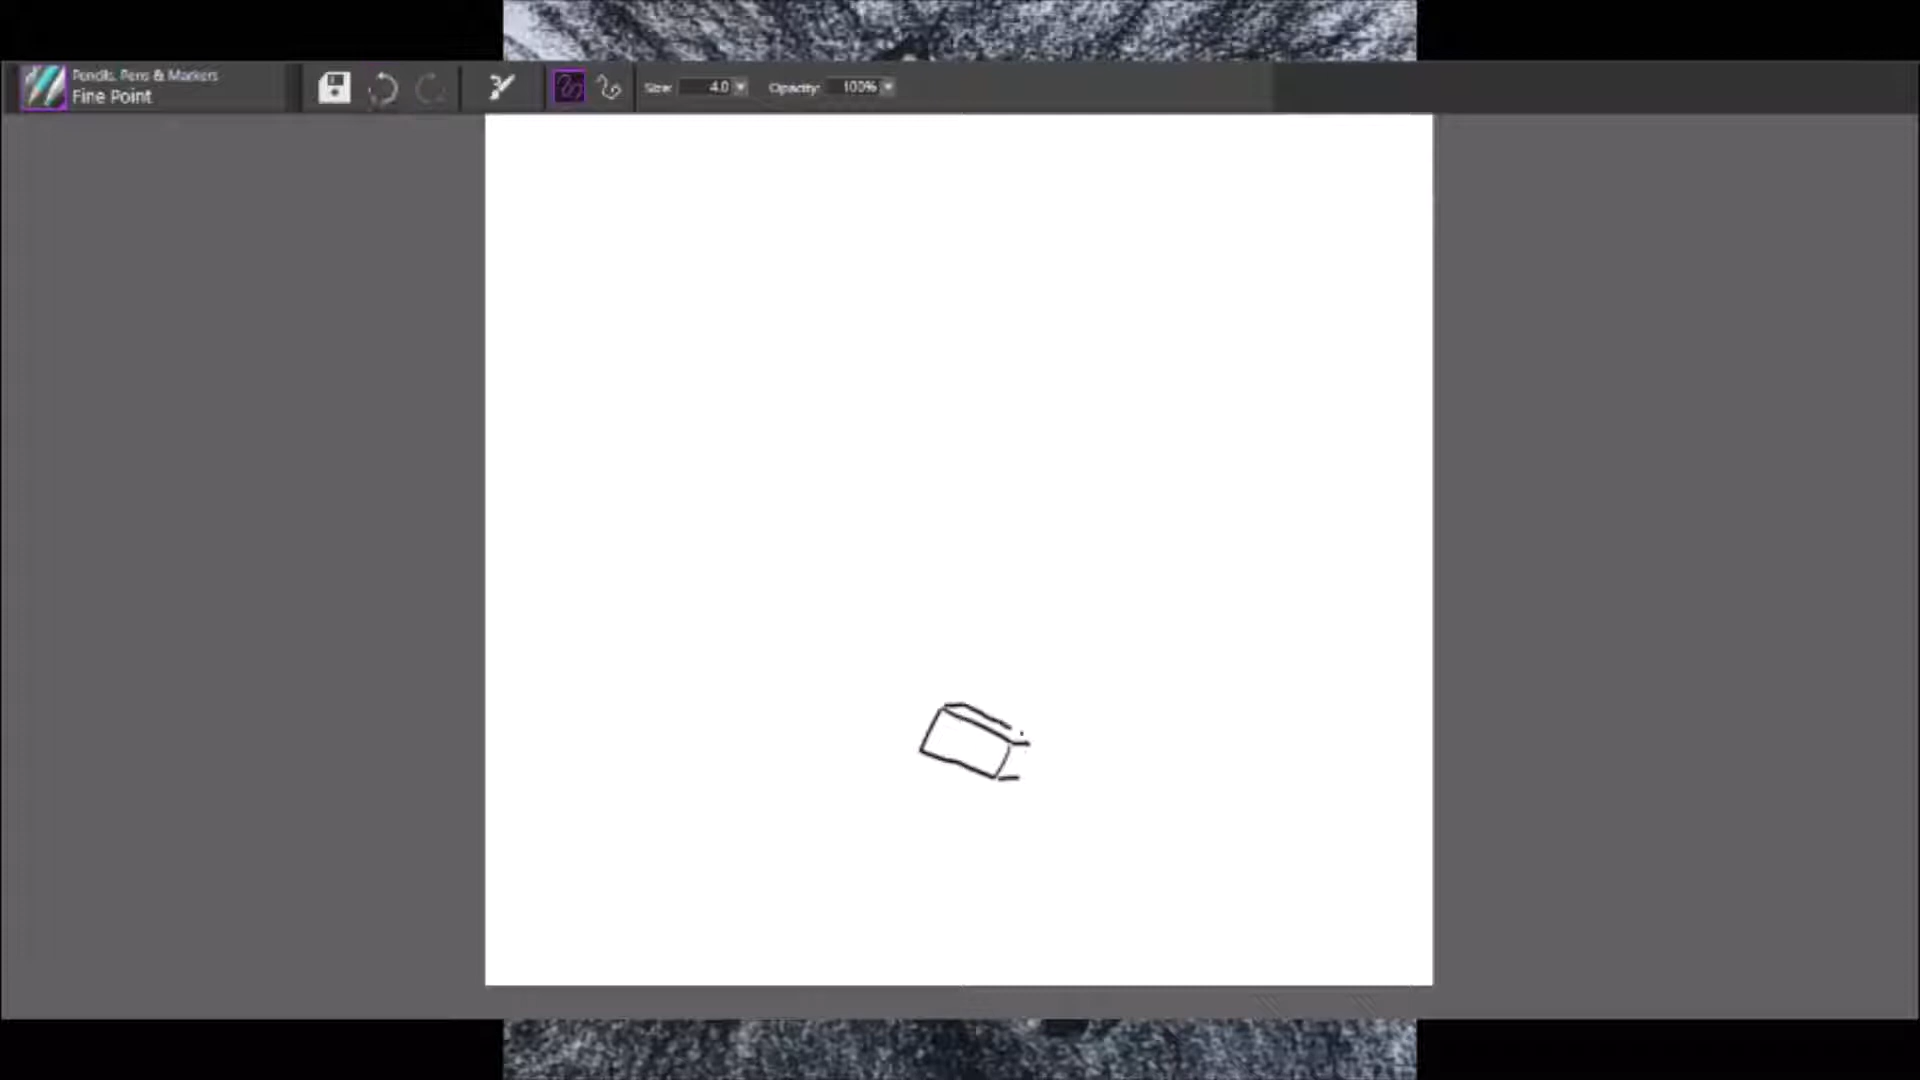 Pencils, Pens & Markers
Fine Point
Size: 4.0 Opacity: 100%